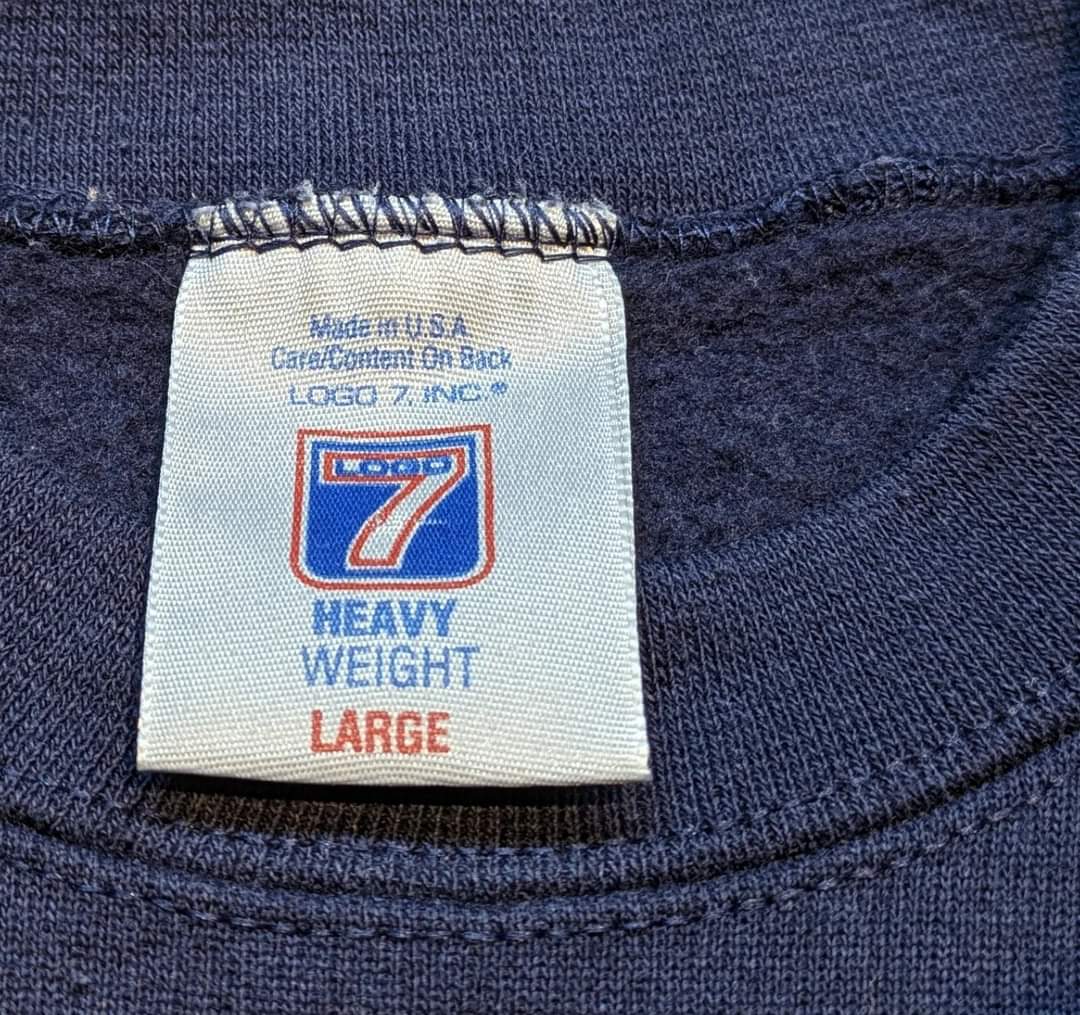 Made in U.S.A.
Care/Content On Back
LOGO 7, INC ®
LOGO
7
HEAVY
WEIGHT
LARGE